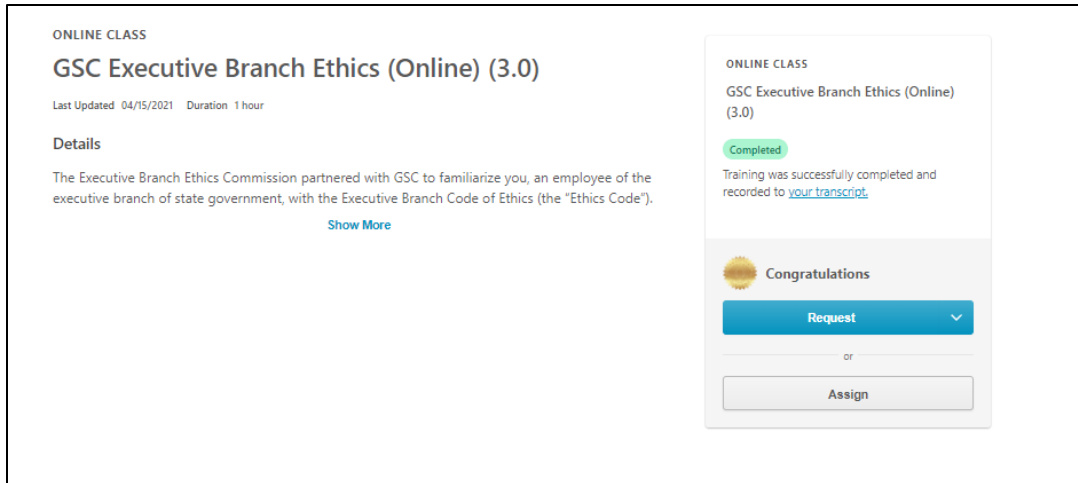 ONLINE CLASS
GSC Executive Branch Ethics (Online) (3.0)
Last Updated 04/15/2021 Duration 1 hour
Details
The Executive Branch Ethics Commission partnered with GSC to familiarize you, an employee of the
executive branch of state government, with the Executive Branch Code of Ethics (the “Ethics Code”).
Show More
ONLINE CLASS
GSC Executive Branch Ethics (Online)
(3.0)
Completed
Training was successfully completed and
recorded to your transcript.
Congratulations
Request
or
Assign